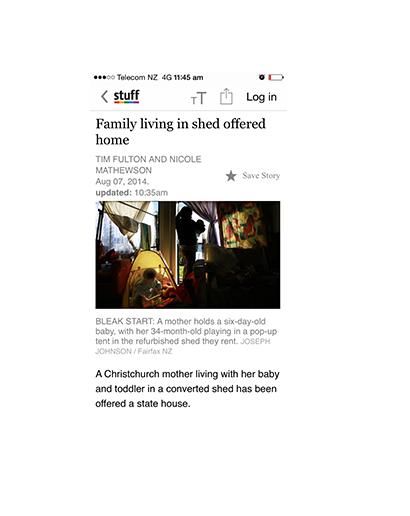 Telecom NZ 4G 11:45 am
stuff
TT Log in
Family living in shed offered
home
TIM FULTON AND NICOLE
MATHEWSON
Aug 07, 2014.
updated: 10:35am
Save Story
BLEAK START: A mother holds a six-day-old
baby, with her 34-month-old playing in a pop-up
tent in the refurbished shed they rent. JOSEPH
JOHNSON / Fairfax NZ
A Christchurch mother living with her baby
and toddler in a converted shed has been
offered a state house.